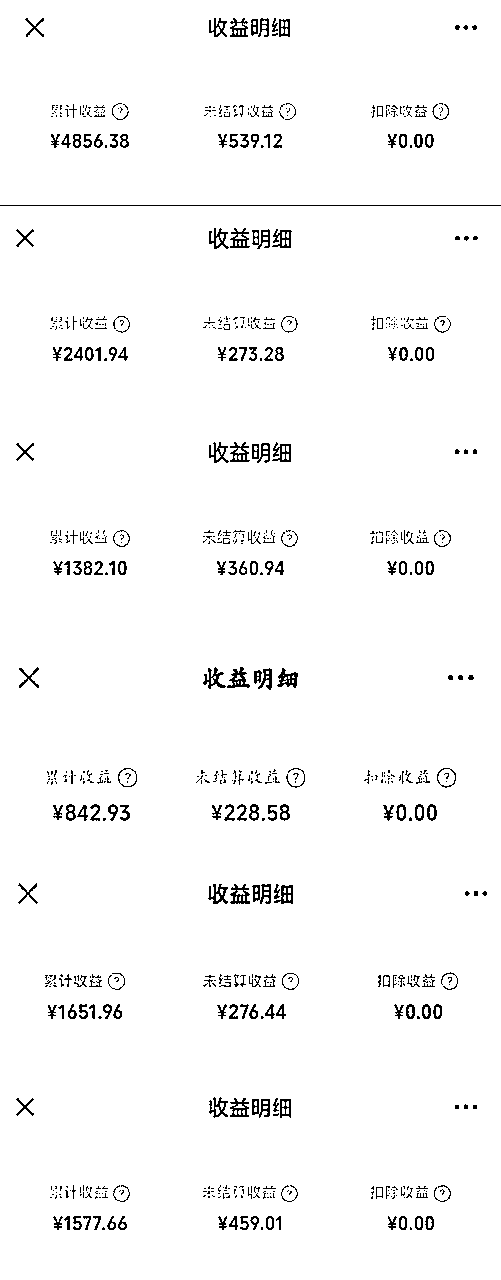 收益明细
累计收益 未结算收益 扣除收益
¥4856.38 ¥539.12 ¥0.00
收益明细
累计收益 未结算收益 扣除收益
¥2401.94 ¥273.28 ¥0.00
收益明细
累计收益 未结算收益 扣除收益
¥1382.10 ¥360.94 ¥0.00
收益明细
累计收益 未结算收益 扣除收益
¥842.93 ¥228.58 ¥0.00
收益明细
累计收益 未结算收益 扣除收益
¥1651.96 ¥276.44 ¥0.00
收益明细
累计收益 未结算收益 扣除收益
¥1577.66 ¥459.01 ¥0.00